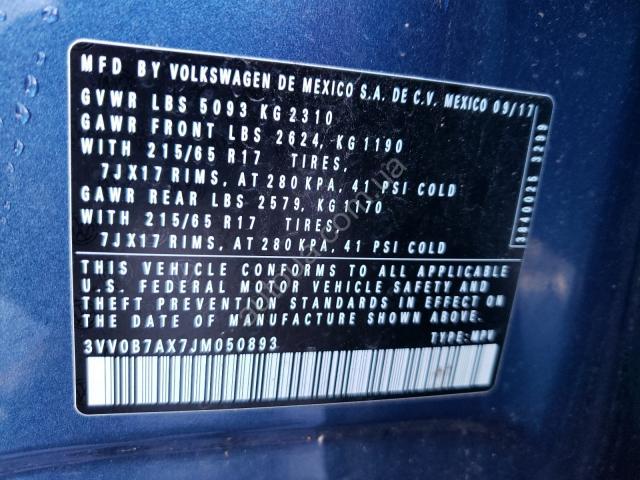 MFD BY VOLKSWAGEN DE MEXICO S.A. DE C.V. MEXICO 09/17
GVWR LBS 5093 KG 2310
GAWR FRONT LBS 2624, KG 1190
WITH 215/65 R17 TIRES,
7JX17 RIMS, AT 280 KPA, 41 PSI COLD
GAWR REAR LBS 2579, KG 1170
WITH 215/65 R17 TIRES,
7JX17 RIMS, AT 280 KPA, 41 PSI COLD
THIS VEHICLE CONFORMS TO ALL APPLICABLE
U.S. FEDERAL MOTOR VEHICLE SAFETY AND
THEFT PREVENTION STANDARDS IN EFFECT ON
THE DATE OF MANUFACTURE SHOWN ABOVE.
3VV0B7AX7JM050893 TYPE: MPV